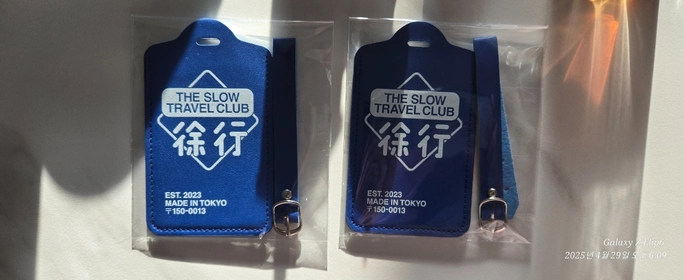 THE SLOW
TRAVEL CLUB
徐行
EST. 2023
MADE IN TOKYO
〒150-0013
THE SLOW
TRAVEL CLUB
徐行
EST. 2023
MADE IN TOKYO
〒150-0013
Galaxy
2025년 4월 29일